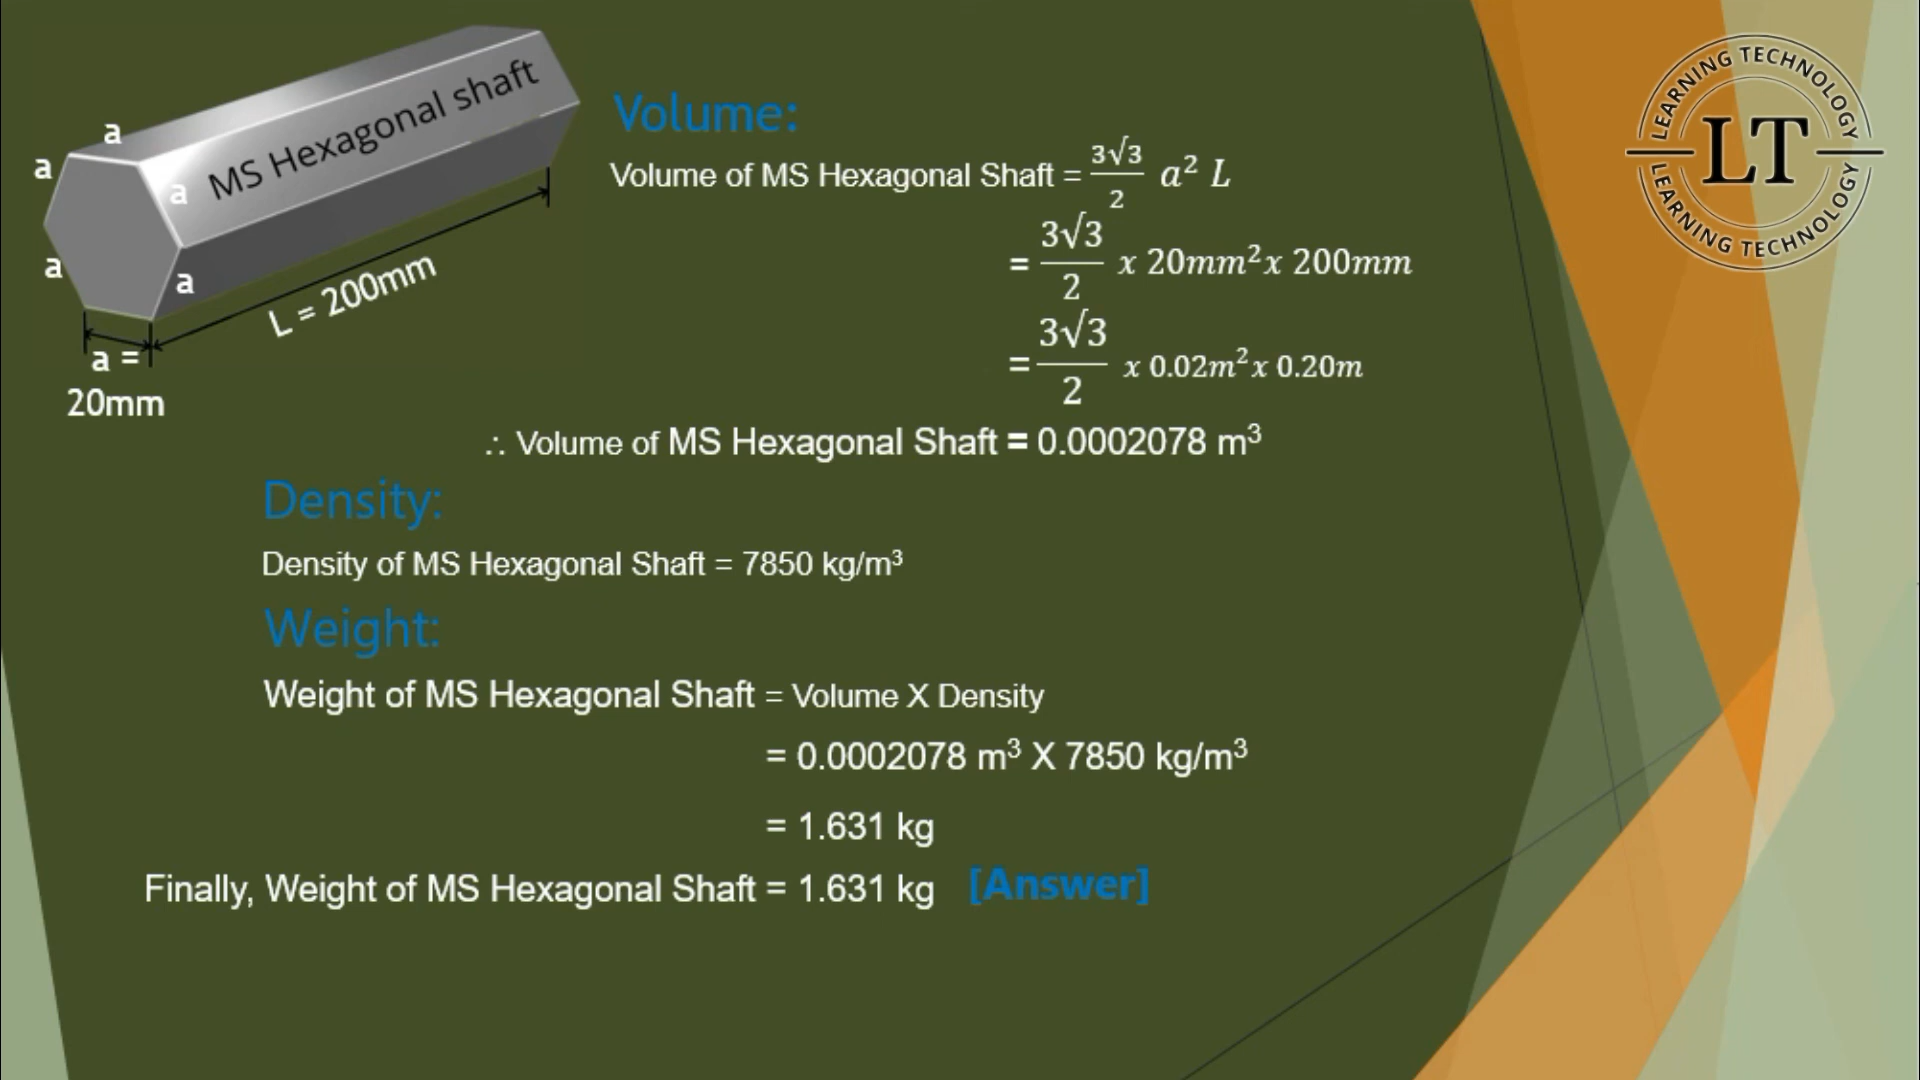 MS Hexagonal shaft
a
a
a
a
a
a =
20mm
L = 200mm
Volume:
Volume of MS Hexagonal Shaft = 3√3/2 a² L
= 3√3/2 x 20mm²x 200mm
= 3√3/2 x 0.02m²x 0.20m
∴ Volume of MS Hexagonal Shaft = 0.0002078 m³
Density:
Density of MS Hexagonal Shaft = 7850 kg/m³
Weight:
Weight of MS Hexagonal Shaft = Volume X Density
= 0.0002078 m³ X 7850 kg/m³
= 1.631 kg
Finally, Weight of MS Hexagonal Shaft = 1.631 kg [Answer]
LEARNING TECHNOLOGY
LT
LEARNING TECHNOLOGY